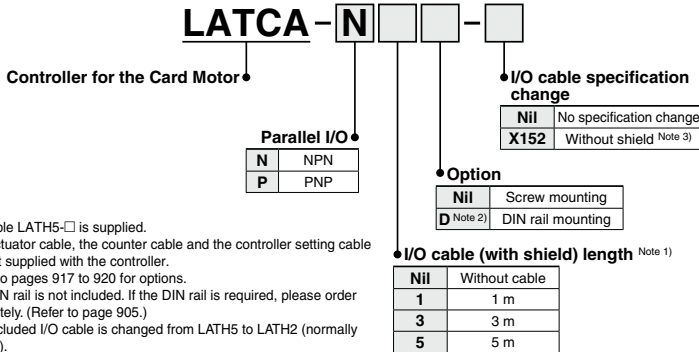 LATCA – N □ □ – □
Controller for the Card Motor
I/O cable specification
change
Nil No specification change
X152 Without shield Note 3)
Parallel I/O
N NPN
P PNP
Option
Nil Screw mounting
D Note 2) DIN rail mounting
I/O cable (with shield) length Note 1)
Nil Without cable
1 1 m
3 3 m
5 5 m
LATH5-□ is supplied.
cable, the counter cable and the controller setting cable
supplied with the controller.
pages 917 to 920 for options.
rail is not included. If the DIN rail is required, please order
(Refer to page 905.)
I/O cable is changed from LATH5 to LATH2 (normally